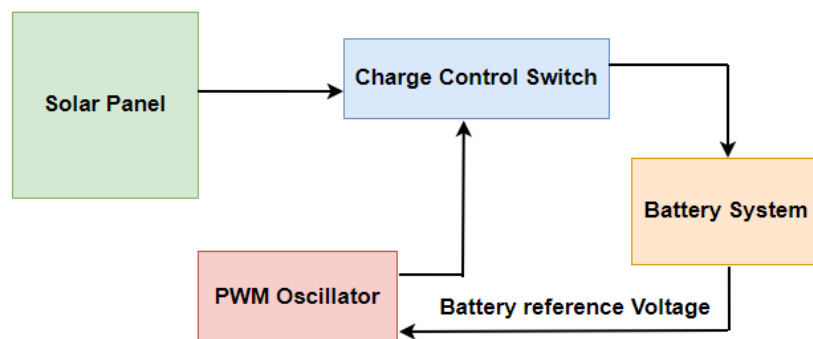 Charge Control Switch
Solar Panel
Battery System
PWM Oscillator
Battery reference Voltage